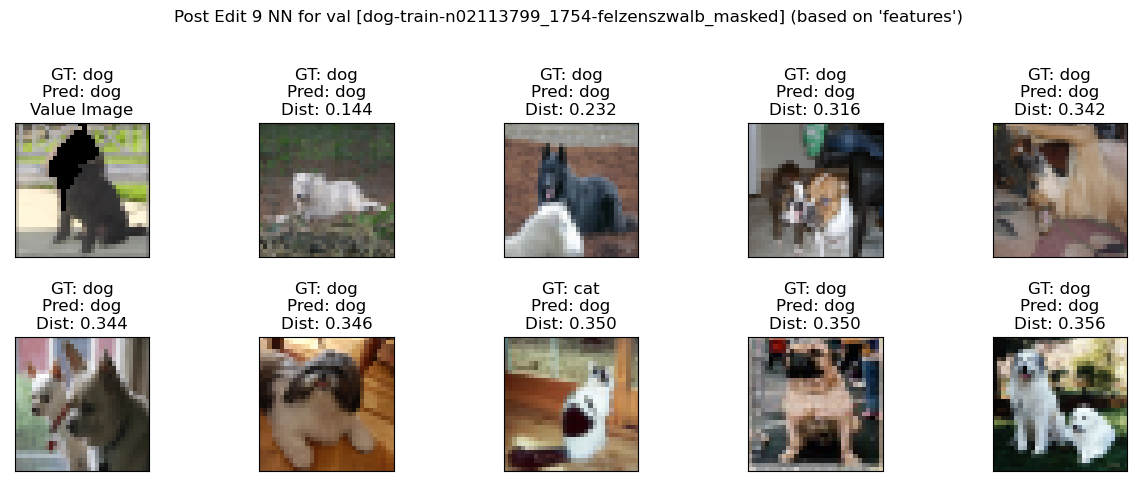 Post Edit 9 NN for val [dog-train-n02113799_1754-felzenszwalb_masked] (based on 'features')
GT: dog
Pred: dog
Value Image
GT: dog
Pred: dog
Dist: 0.144
GT: dog
Pred: dog
Dist: 0.232
GT: dog
Pred: dog
Dist: 0.316
GT: dog
Pred: dog
Dist: 0.342
GT: dog
Pred: dog
Dist: 0.344
GT: dog
Pred: dog
Dist: 0.346
GT: cat
Pred: dog
Dist: 0.350
GT: dog
Pred: dog
Dist: 0.350
GT: dog
Pred: dog
Dist: 0.356